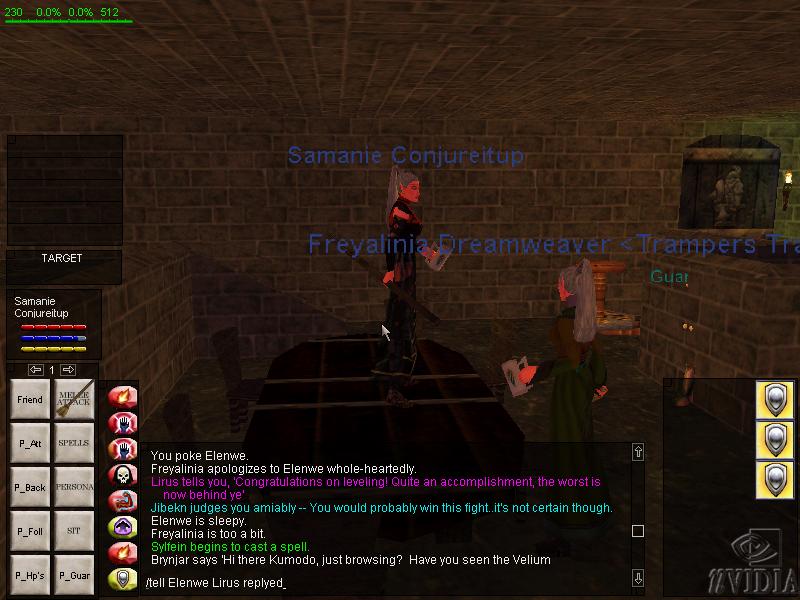 230 0.0% 0.0% 512
Samanie Conjureitup
Freyalinia Dreamweaver <Trampers Tra
Guar
TARGET
Samanie
Conjureitup
1
Friend
MELEE
ATTACK
P_Att
SPELLS
P_Back
PERSONA
P_Foll
SIT
P_Hp's
P_Guar
You poke Elenwe.
Freyalinia apologizes to Elenwe whole-heartedly.
Lirus tells you, 'Congratulations on leveling! Quite an accomplishment, the worst is
now behind ye'
Jibekn judges you amiably -- You would probably win this fight..it's not certain though.
Elenwe is sleepy.
Freyalinia is too a bit.
Sylfein begins to cast a spell.
Brynjar says 'Hi there Kumodo, just browsing? Have you seen the Velium
/tell Elenwe Lirus replyed_
NVIDIA